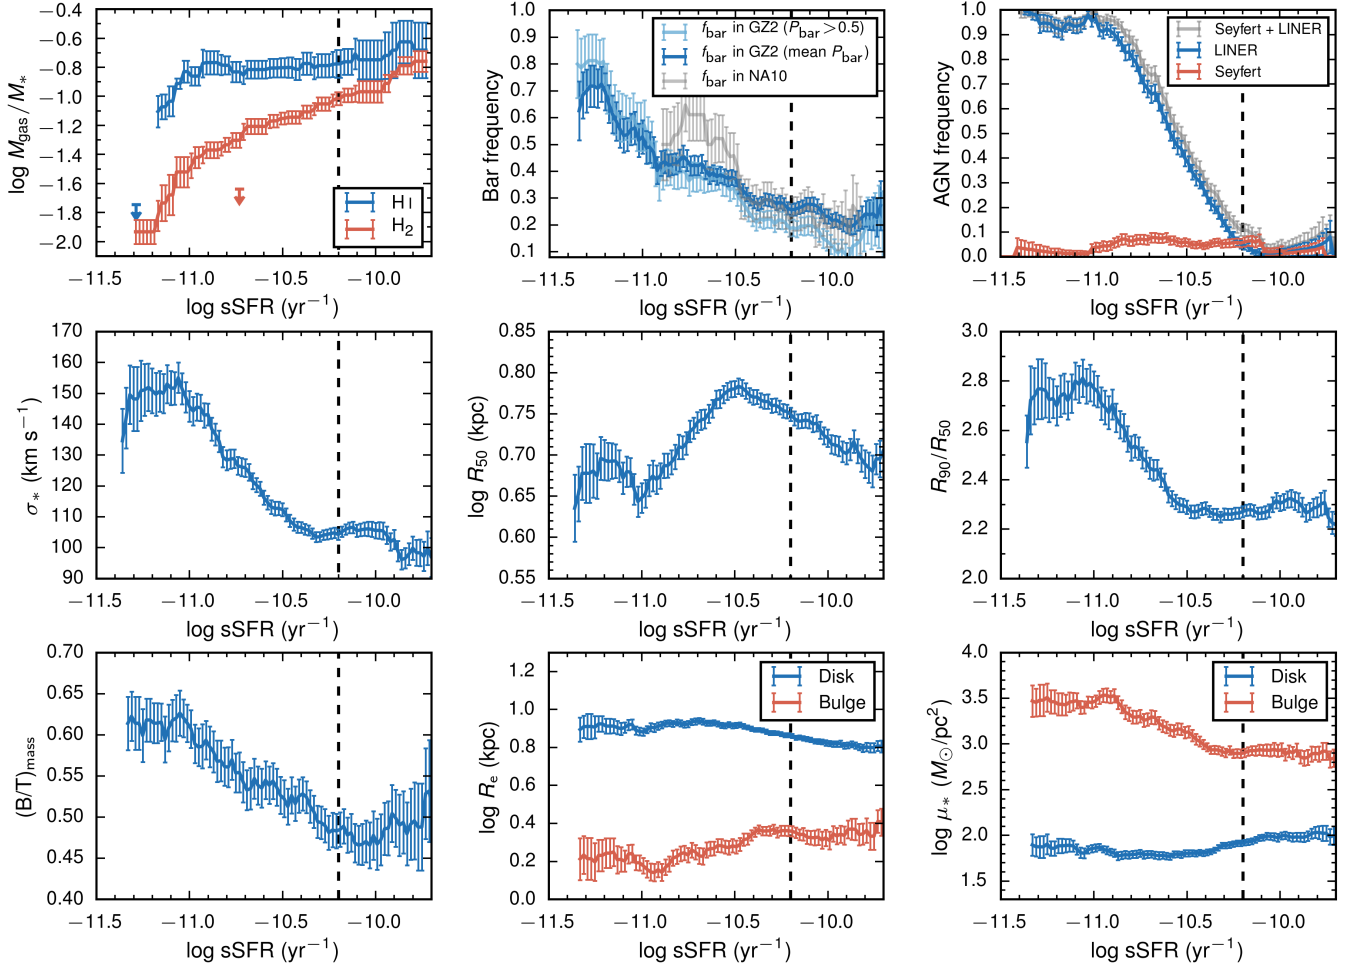 log M_gas / M_*
−0.4
−0.6
−0.8
−1.0
−1.2
−1.4
−1.6
−1.8
−2.0
H I
H₂
−11.5 −11.0 −10.5 −10.0
log sSFR (yr⁻¹)
Bar frequency
1.0
0.9
0.8
0.7
0.6
0.5
0.4
0.3
0.2
0.1
f_bar in GZ2 (P_bar > 0.5)
f_bar in GZ2 (mean P_bar)
f_bar in NA10
−11.5 −11.0 −10.5 −10.0
log sSFR (yr⁻¹)
AGN frequency
1.0
0.9
0.8
0.7
0.6
0.5
0.4
0.3
0.2
0.1
0.0
Seyfert + LINER
LINER
Seyfert
−11.5 −11.0 −10.5 −10.0
log sSFR (yr⁻¹)
σ_* (km s⁻¹)
170
160
150
140
130
120
110
100
90
−11.5 −11.0 −10.5 −10.0
log sSFR (yr⁻¹)
log R₅₀ (kpc)
0.85
0.80
0.75
0.70
0.65
0.60
0.55
−11.5 −11.0 −10.5 −10.0
log sSFR (yr⁻¹)
R₉₀/R₅₀
3.0
2.8
2.6
2.4
2.2
2.0
−11.5 −11.0 −10.5 −10.0
log sSFR (yr⁻¹)
(B/T)_mass
0.70
0.65
0.60
0.55
0.50
0.45
0.40
−11.5 −11.0 −10.5 −10.0
log sSFR (yr⁻¹)
log R_e (kpc)
1.2
1.0
0.8
0.6
0.4
0.2
0.0
Disk
Bulge
−11.5 −11.0 −10.5 −10.0
log sSFR (yr⁻¹)
log μ_* (M_⊙/pc²)
4.0
3.5
3.0
2.5
2.0
1.5
Disk
Bulge
−11.5 −11.0 −10.5 −10.0
log sSFR (yr⁻¹)